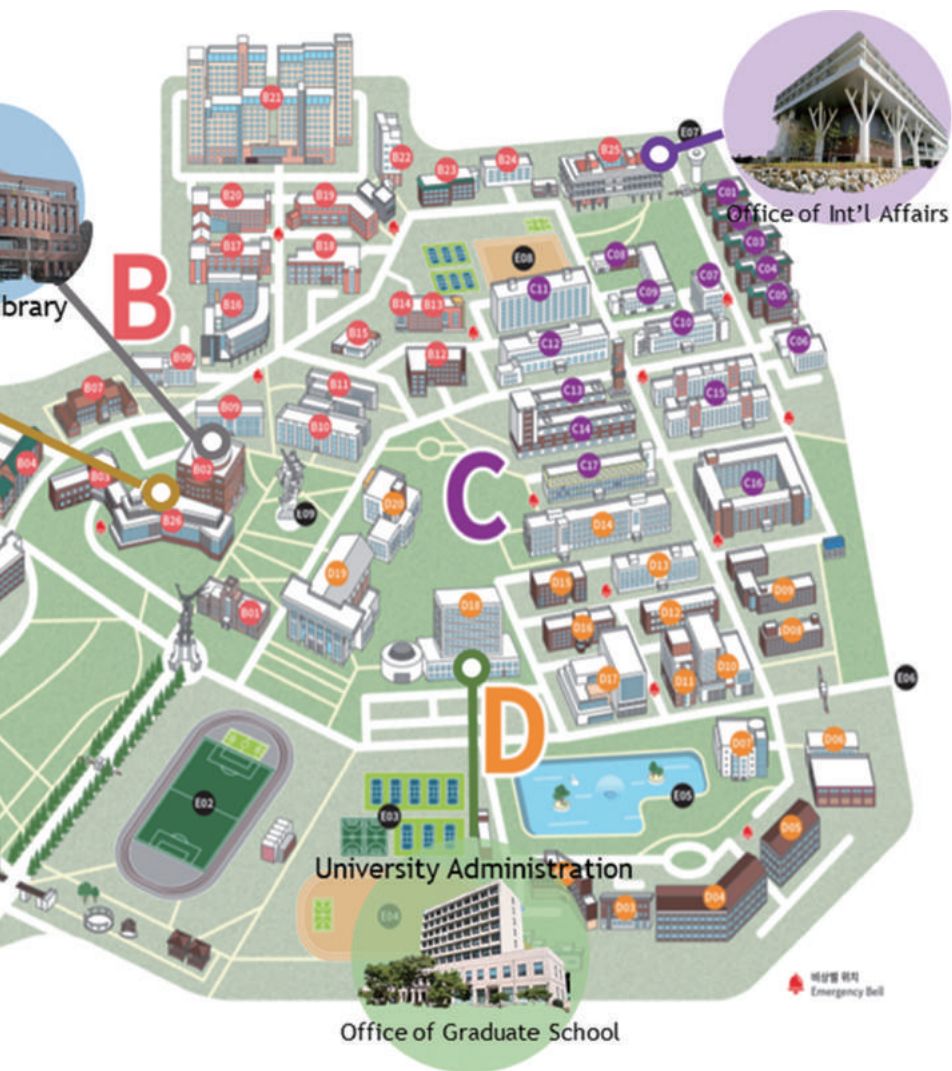 B21
B22
B23
B24
B25
E07
Office of Int'l Affairs
B20
B19
C01
B17
B18
E08
C08
C03
C04
C07
C05
B
brary
B16
B14
B13
C11
C09
B15
C10
C12
C06
B12
B08
B07
B11
C13
C15
B09
B10
C14
B04
B02
B03
C
C17
C16
B26
E09
D20
D14
D19
D15
D13
D09
B01
D18
D16
D12
D08
D17
D11
D10
E06
D
D07
D06
E02
E03
E05
D05
University Administration
E04
D03
D04
비상벨 위치
Emergency Bell
Office of Graduate School